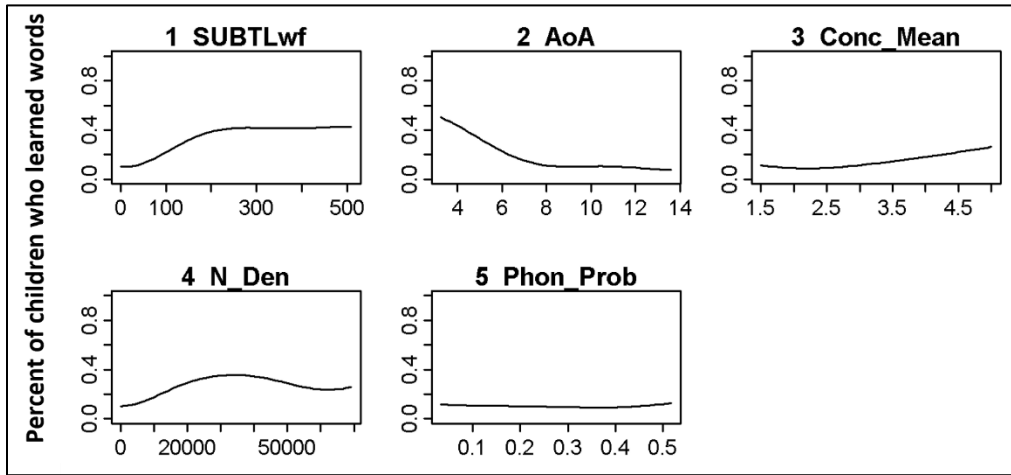 Percent of children who learned words
1 SUBTLwf
0.0 0.4 0.8
0 100 300 500
2 AoA
0.0 0.4 0.8
4 6 8 10 12 14
3 Conc_Mean
0.0 0.4 0.8
1.5 2.5 3.5 4.5
4 N_Den
0.0 0.4 0.8
0 20000 50000
5 Phon_Prob
0.0 0.4 0.8
0.1 0.2 0.3 0.4 0.5